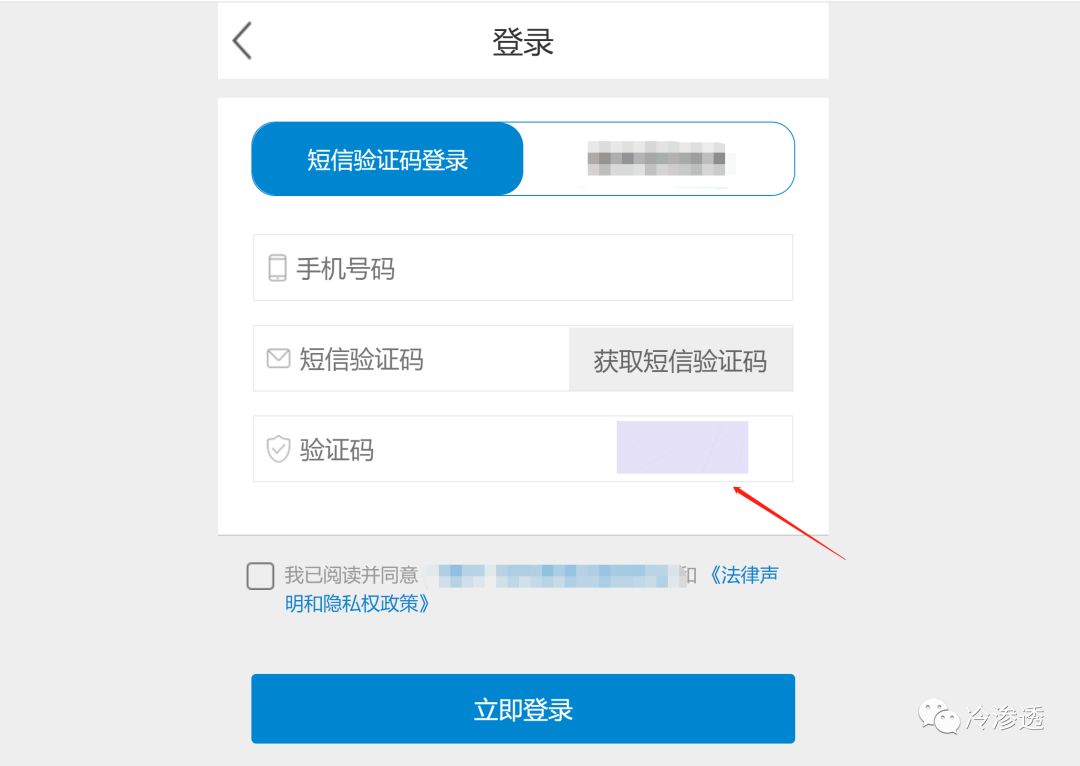 登录
短信验证码登录
手机号码
短信验证码 获取短信验证码
验证码
我已阅读并同意 和 《法律声
明和隐私权政策》
立即登录
冷渗透